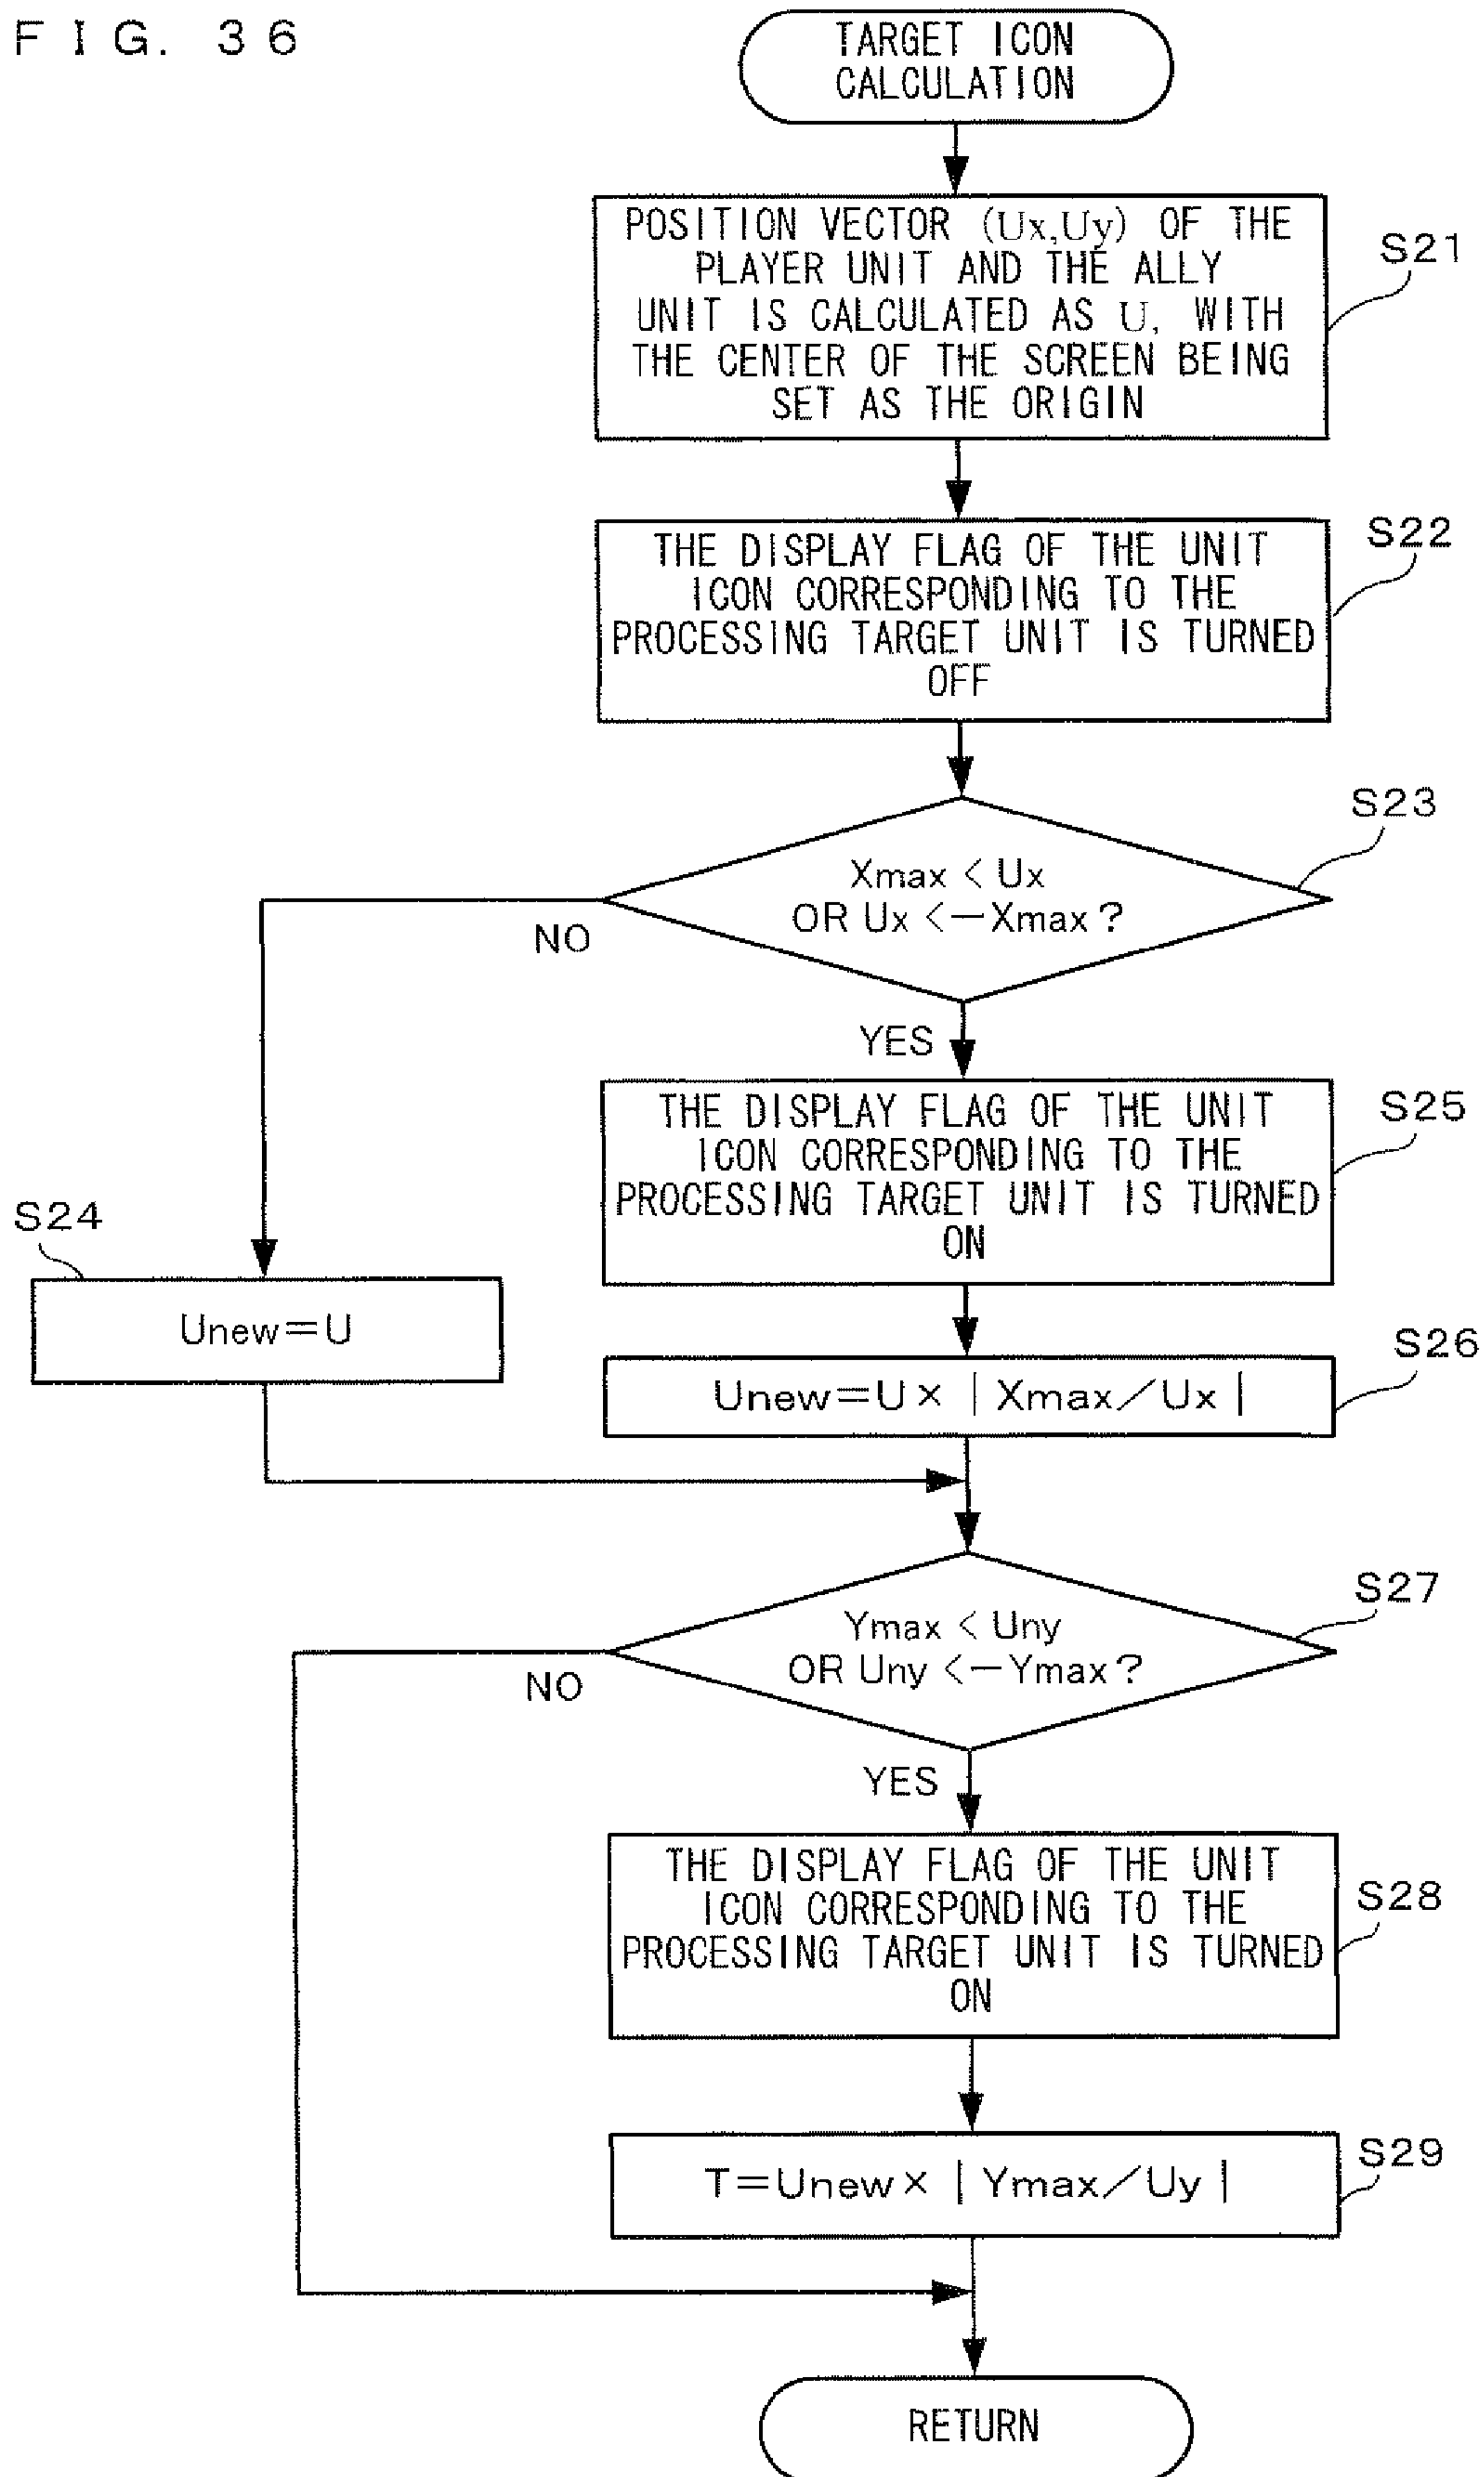 FIG. 36
TARGET ICON
CALCULATION
POSITION VECTOR (Ux,Uy) OF THE
PLAYER UNIT AND THE ALLY
UNIT IS CALCULATED AS U, WITH
THE CENTER OF THE SCREEN BEING
SET AS THE ORIGIN
S21
THE DISPLAY FLAG OF THE UNIT
ICON CORRESPONDING TO THE
PROCESSING TARGET UNIT IS TURNED
OFF
S22
Xmax < Ux
OR Ux <-Xmax?
S23
NO
YES
THE DISPLAY FLAG OF THE UNIT
ICON CORRESPONDING TO THE
PROCESSING TARGET UNIT IS TURNED
ON
S25
S24
Unew=U
Unew=U×|Xmax/Ux|
S26
Ymax < Uny
OR Uny <-Ymax?
S27
NO
YES
THE DISPLAY FLAG OF THE UNIT
ICON CORRESPONDING TO THE
PROCESSING TARGET UNIT IS TURNED
ON
S28
T=Unew×|Ymax/Uy|
S29
RETURN